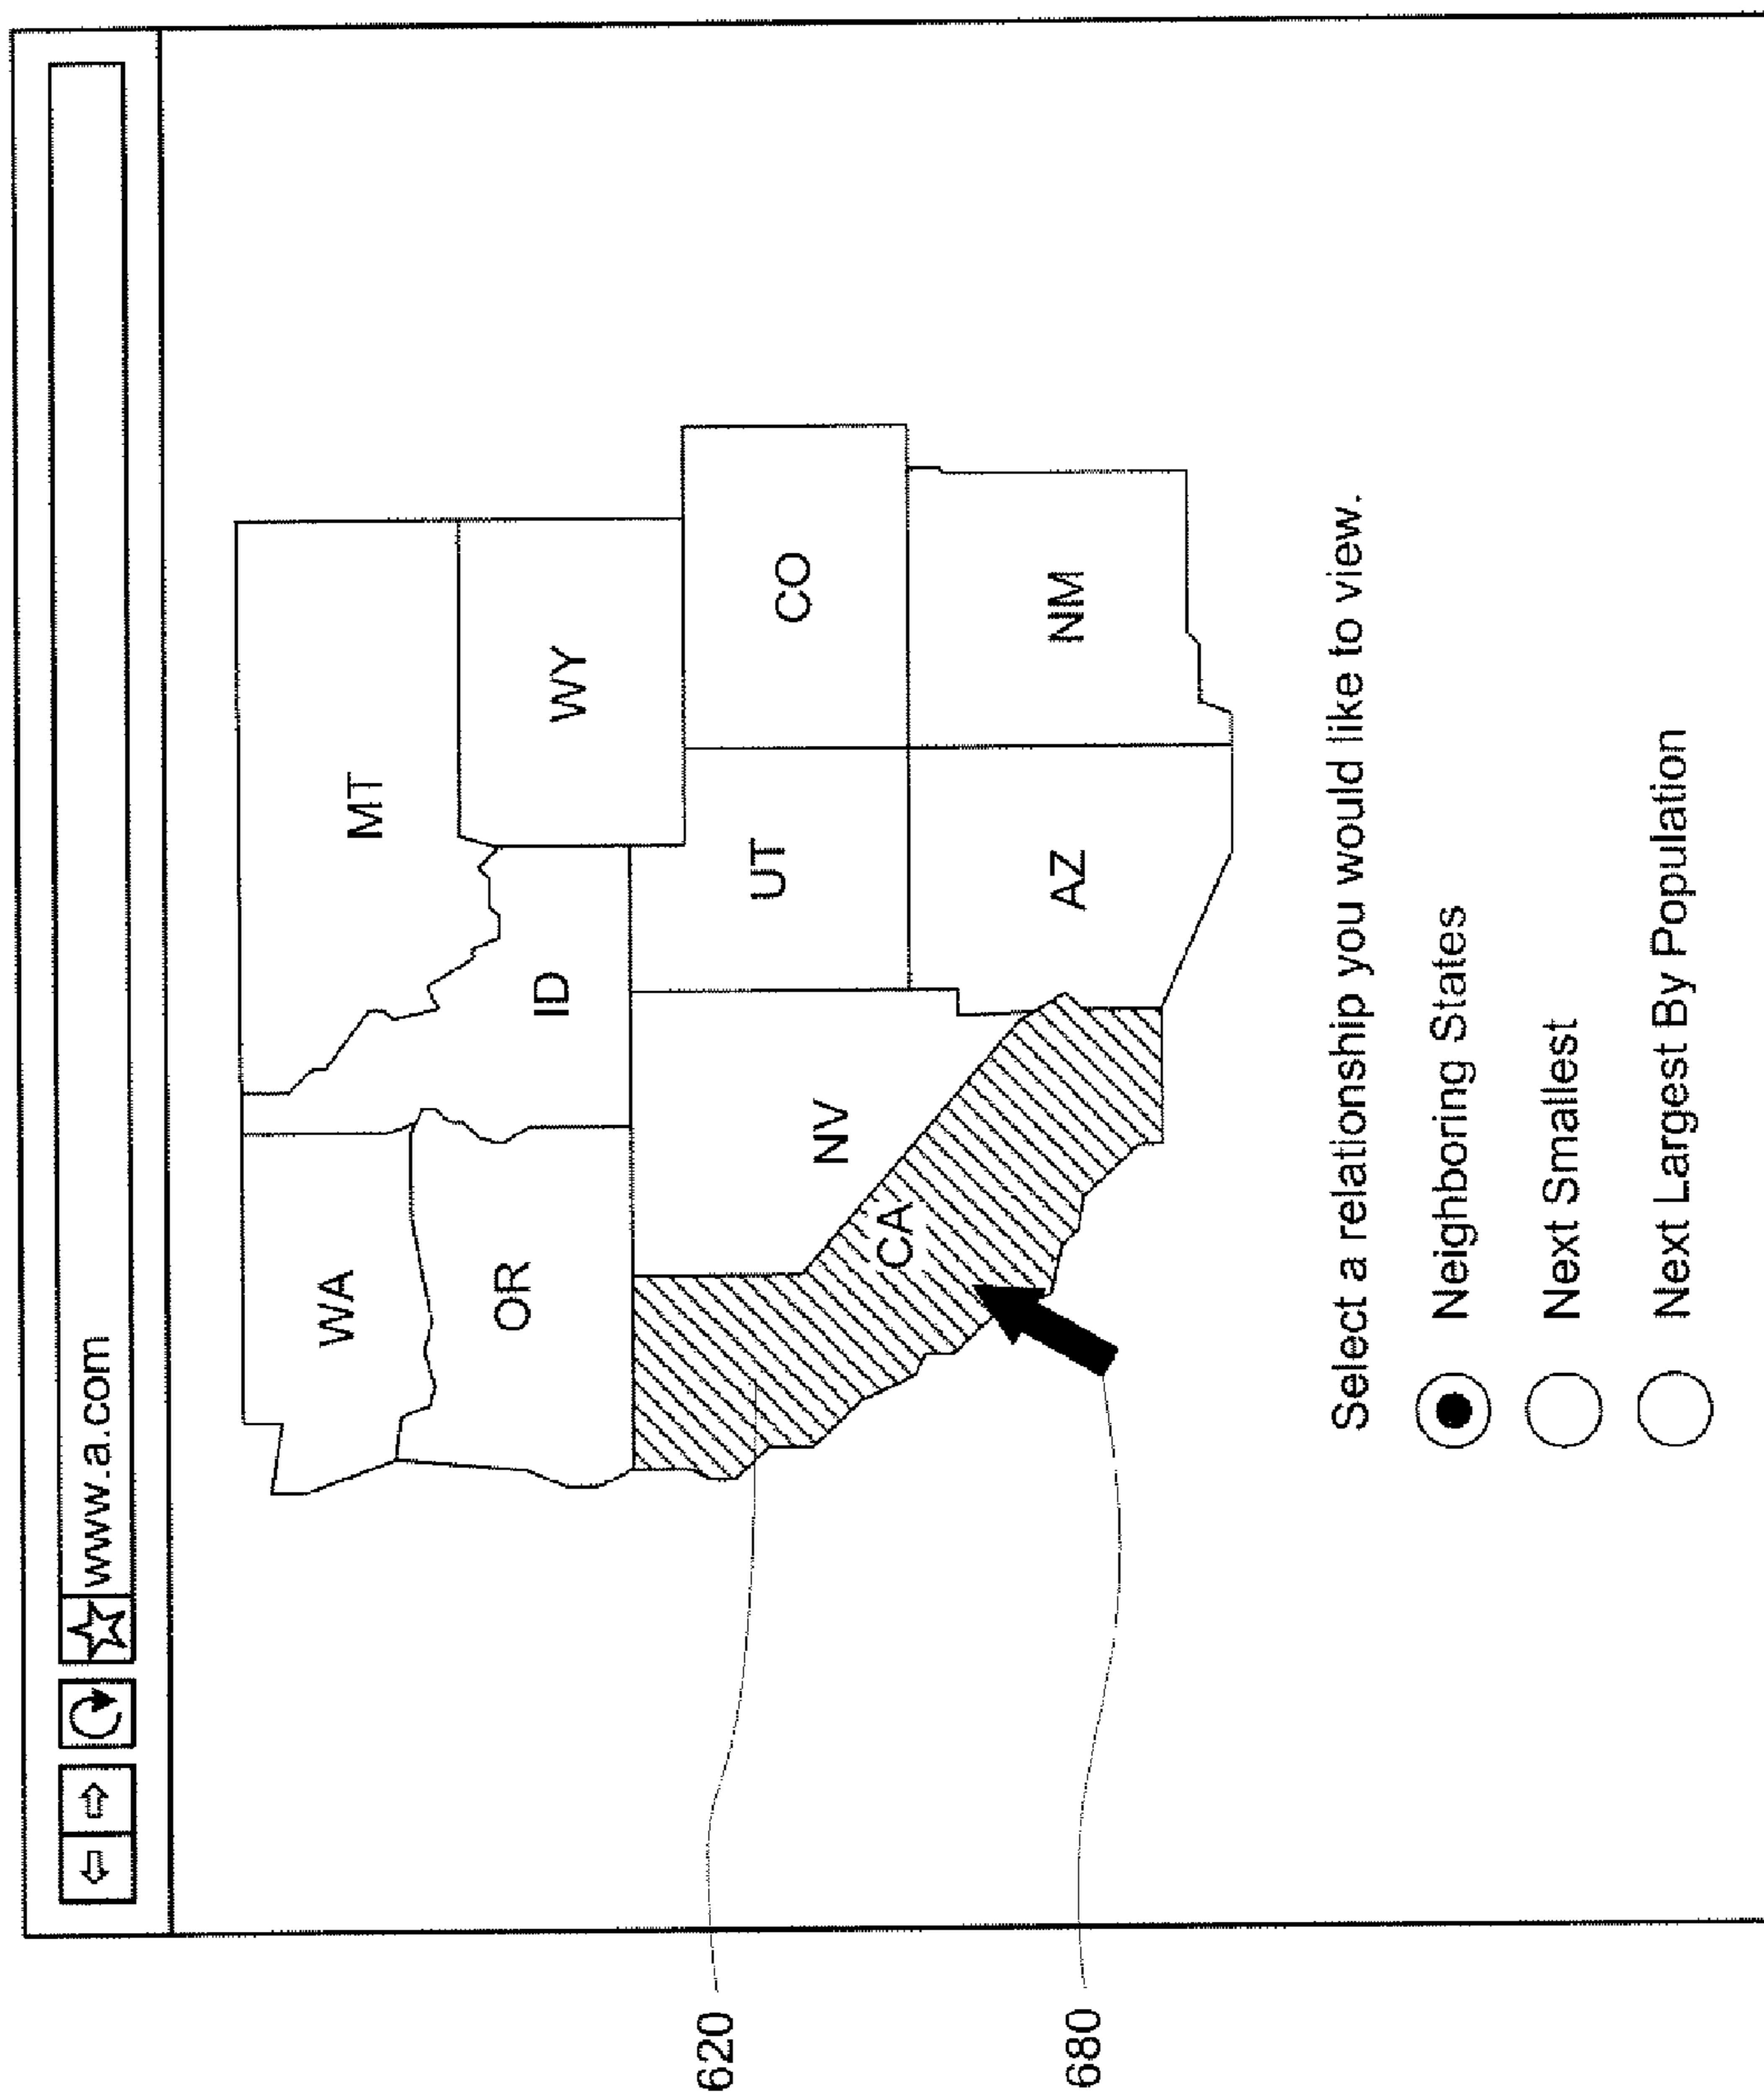 www.a.com
WA
MT
OR
ID
WY
NV
UT
CO
CA
AZ
NM
Select a relationship you would like to view.
Neighboring States
Next Smallest
Next Largest By Population
620
680